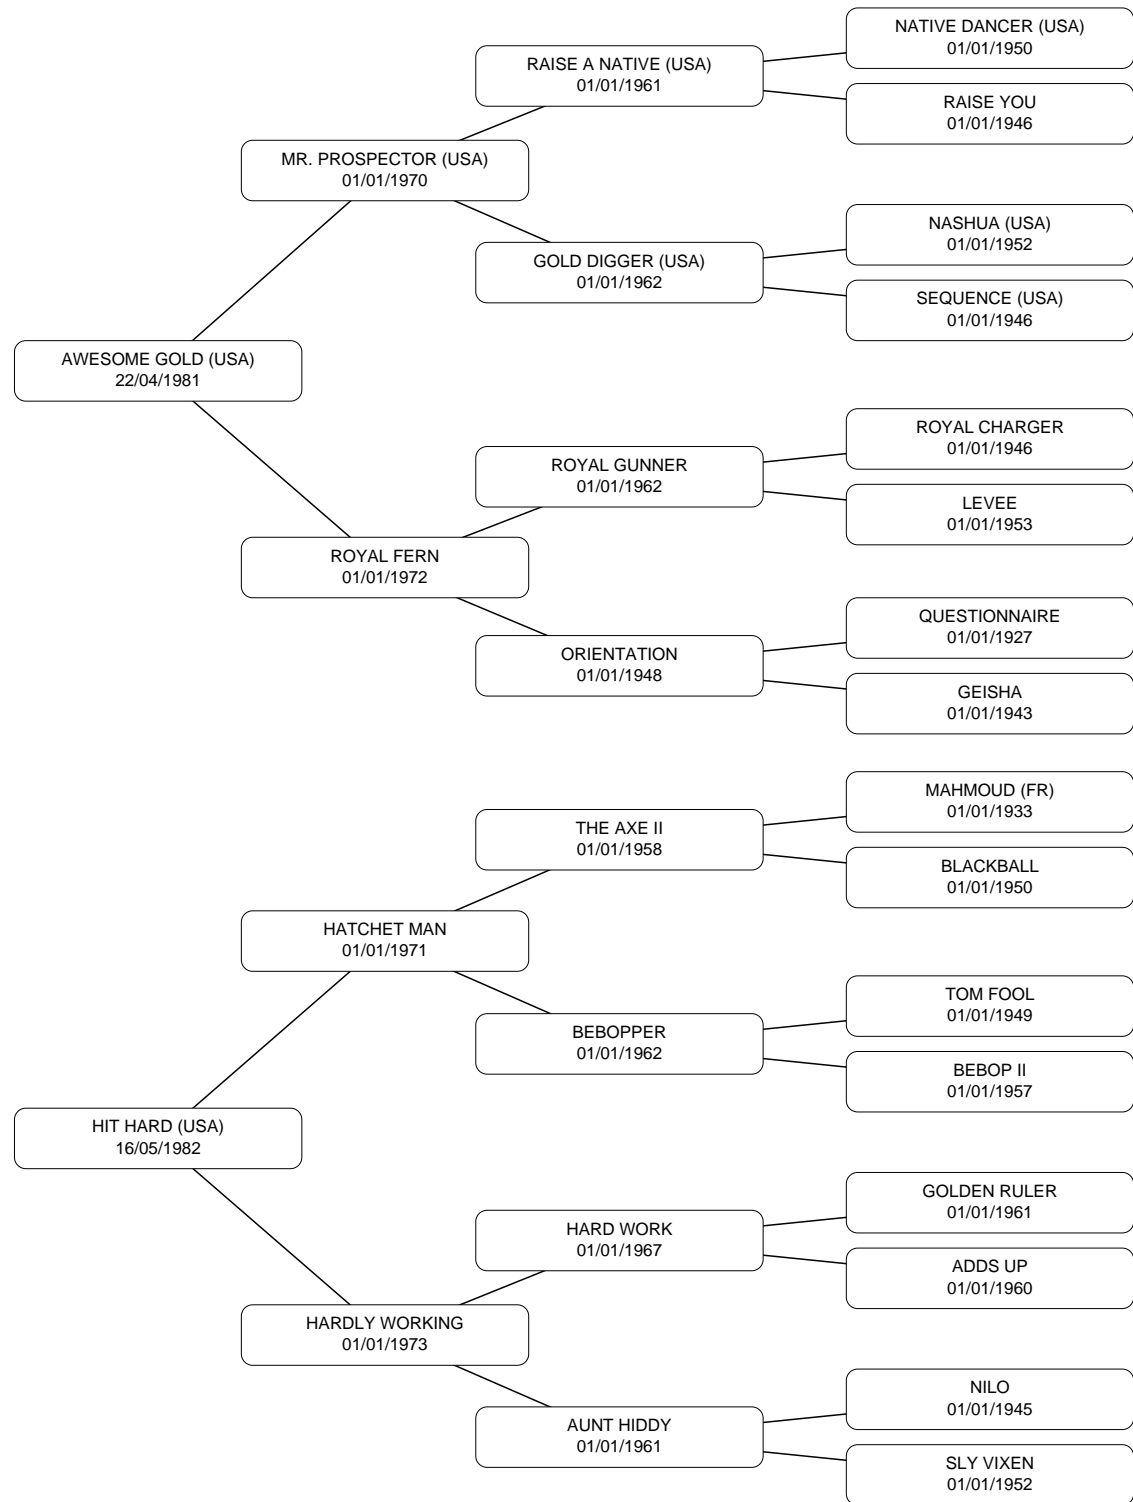 NATIVE DANCER (USA)
01/01/1950
RAISE A NATIVE (USA)
01/01/1961
RAISE YOU
01/01/1946
MR. PROSPECTOR (USA)
01/01/1970
NASHUA (USA)
01/01/1952
GOLD DIGGER (USA)
01/01/1962
SEQUENCE (USA)
01/01/1946
AWESOME GOLD (USA)
22/04/1981
ROYAL CHARGER
01/01/1946
ROYAL GUNNER
01/01/1962
LEVEE
01/01/1953
ROYAL FERN
01/01/1972
QUESTIONNAIRE
01/01/1927
ORIENTATION
01/01/1948
GEISHA
01/01/1943
MAHMOUD (FR)
01/01/1933
THE AXE II
01/01/1958
BLACKBALL
01/01/1950
HATCHET MAN
01/01/1971
TOM FOOL
01/01/1949
BEBOPPER
01/01/1962
BEBOP II
01/01/1957
HIT HARD (USA)
16/05/1982
GOLDEN RULER
01/01/1961
HARD WORK
01/01/1967
ADDS UP
01/01/1960
HARDLY WORKING
01/01/1973
NILO
01/01/1945
AUNT HIDDY
01/01/1961
SLY VIXEN
01/01/1952